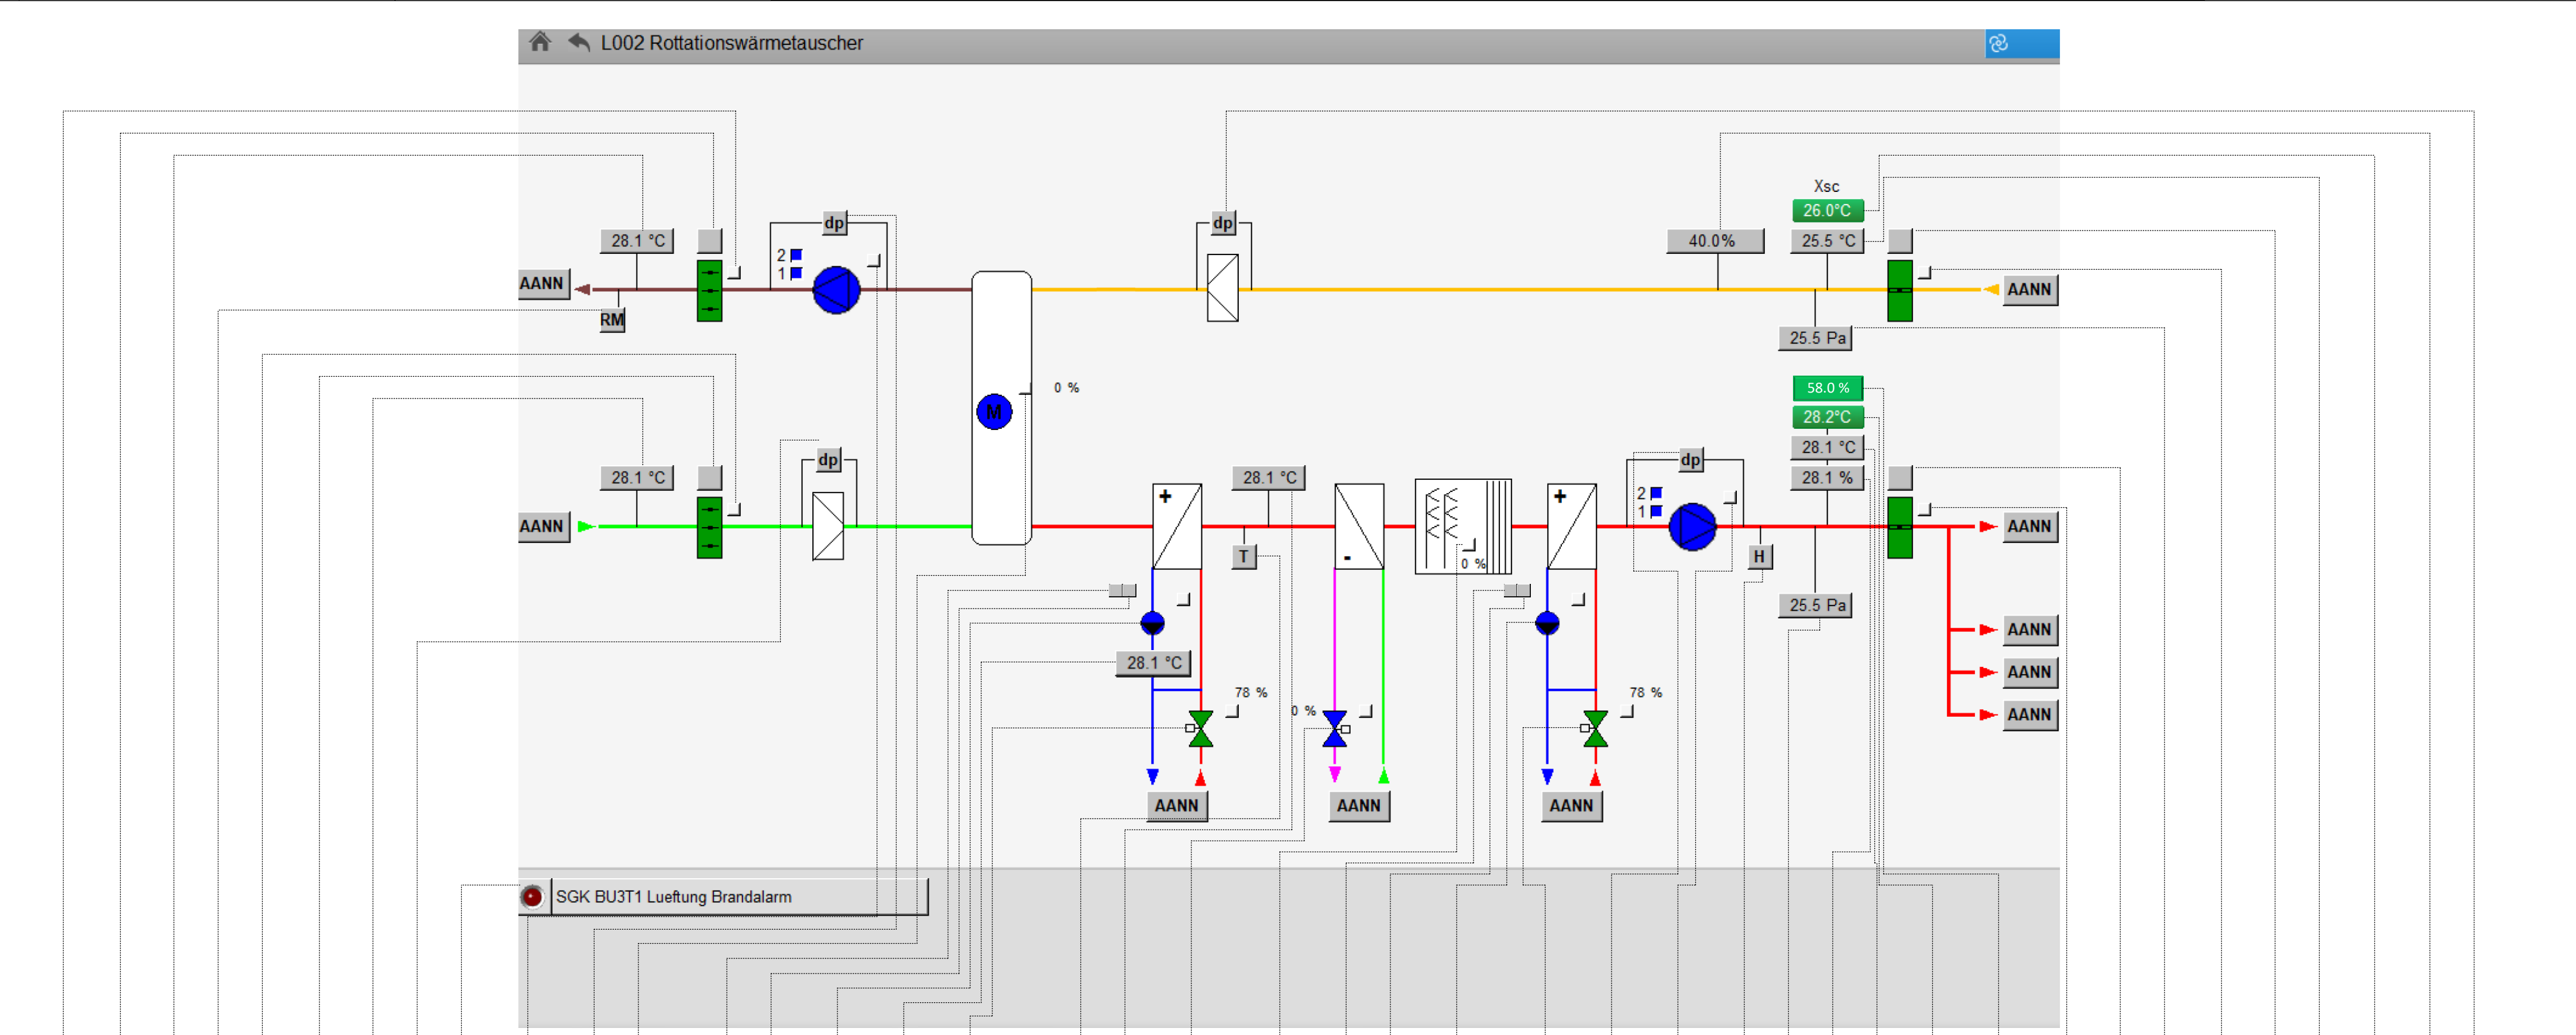 L002 Rottationswärmetauscher
Xsc
26.0°C
dp
dp
28.1 °C
40.0%
25.5 °C
2
1
AANN
AANN
RM
25.5 Pa
0 %
58.0 %
M
28.2°C
28.1 °C
dp
dp
28.1 °C
28.1 °C
28.1 %
+
+
2
1
AANN
AANN
T
-
0 %
H
25.5 Pa
AANN
28.1 °C
AANN
78 %
0 %
78 %
AANN
AANN
AANN
AANN
SGK BU3T1 Lueftung Brandalarm